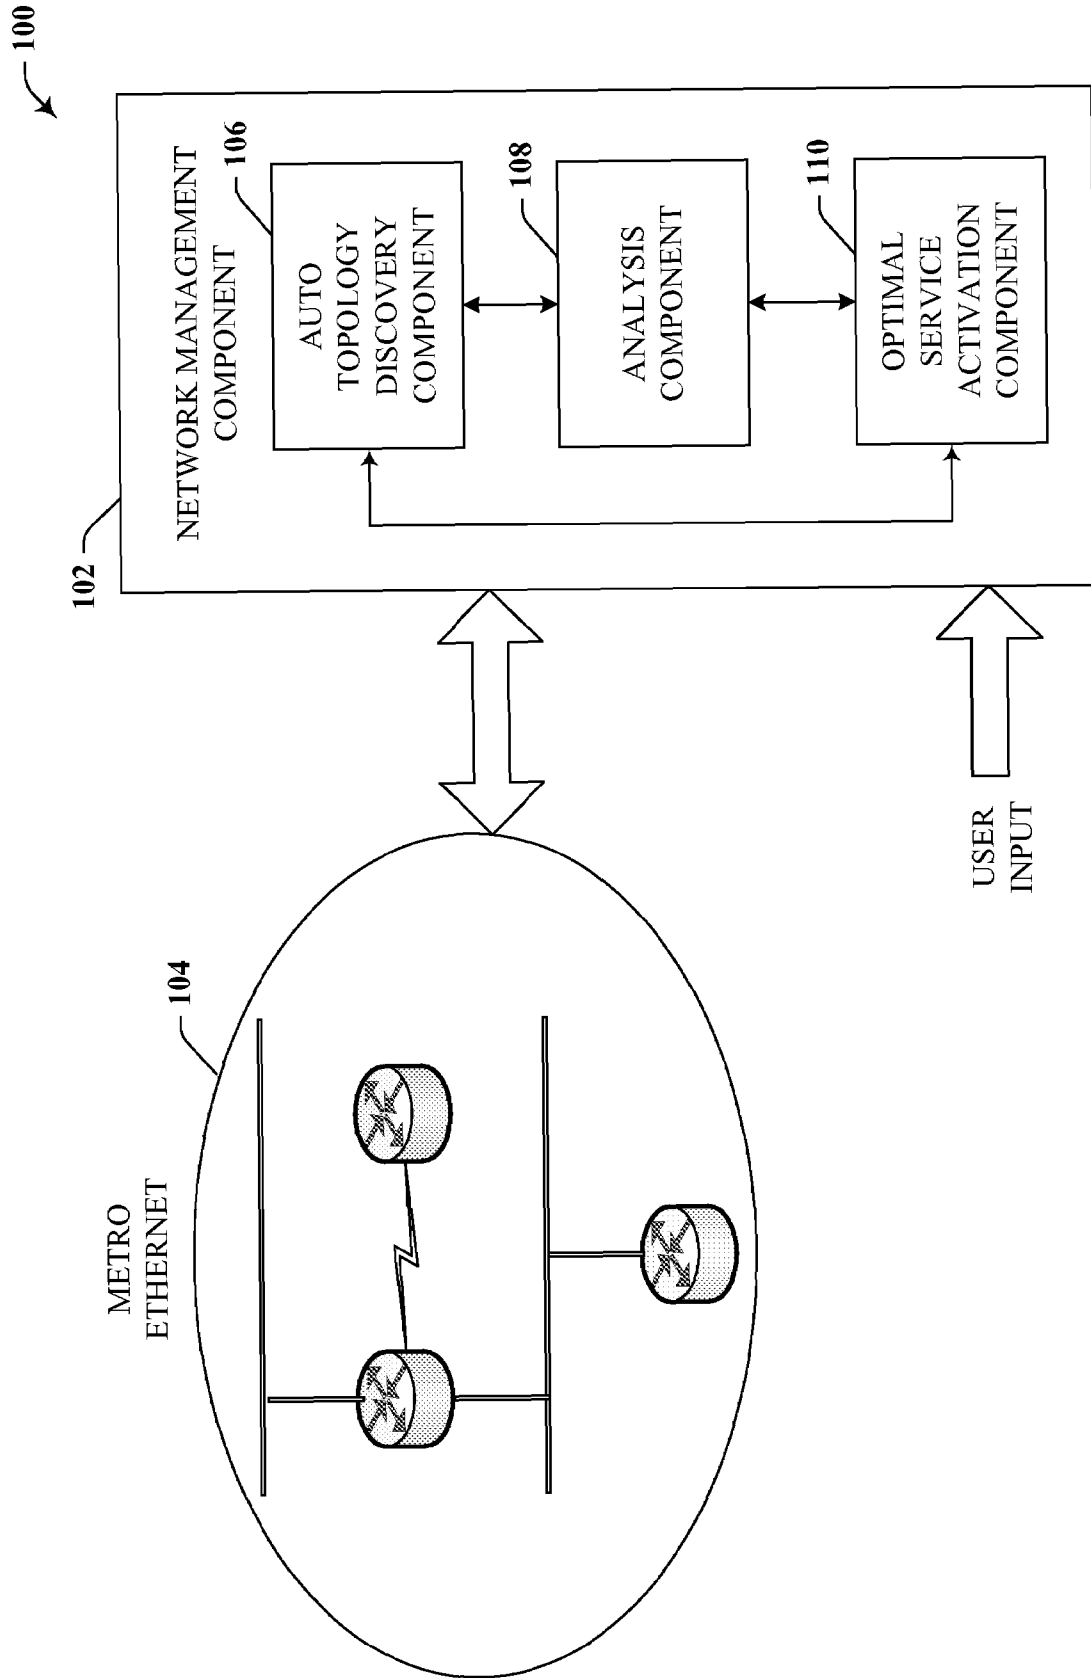 100
102
NETWORK MANAGEMENT
COMPONENT
106
AUTO
TOPOLOGY
DISCOVERY
COMPONENT
108
ANALYSIS
COMPONENT
110
OPTIMAL
SERVICE
ACTIVATION
COMPONENT
METRO
ETHERNET
104
USER
INPUT